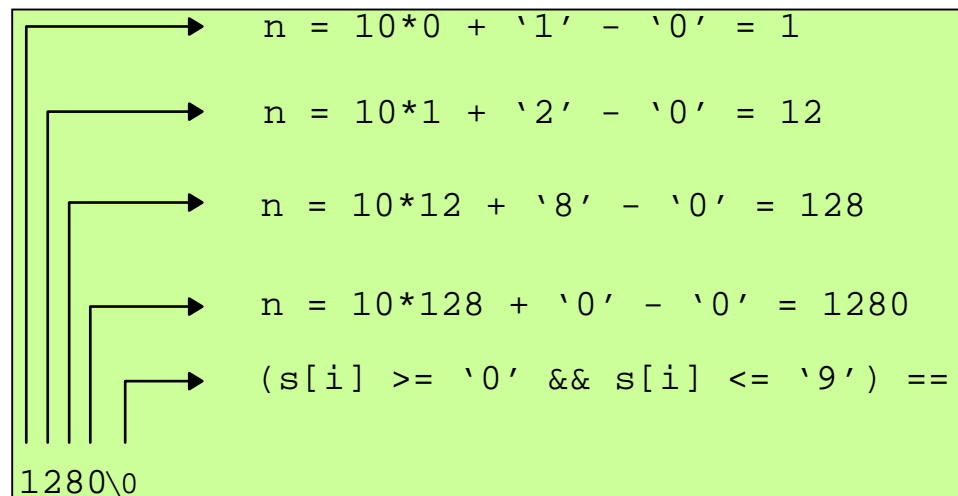 n = 10*0 + ‘1’ - ‘0’ = 1
n = 10*1 + ‘2’ - ‘0’ = 12
n = 10*12 + ‘8’ - ‘0’ = 128
n = 10*128 + ‘0’ - ‘0’ = 1280
(s[i] >= ‘0’ && s[i] <= ‘9’) ==
1280\0